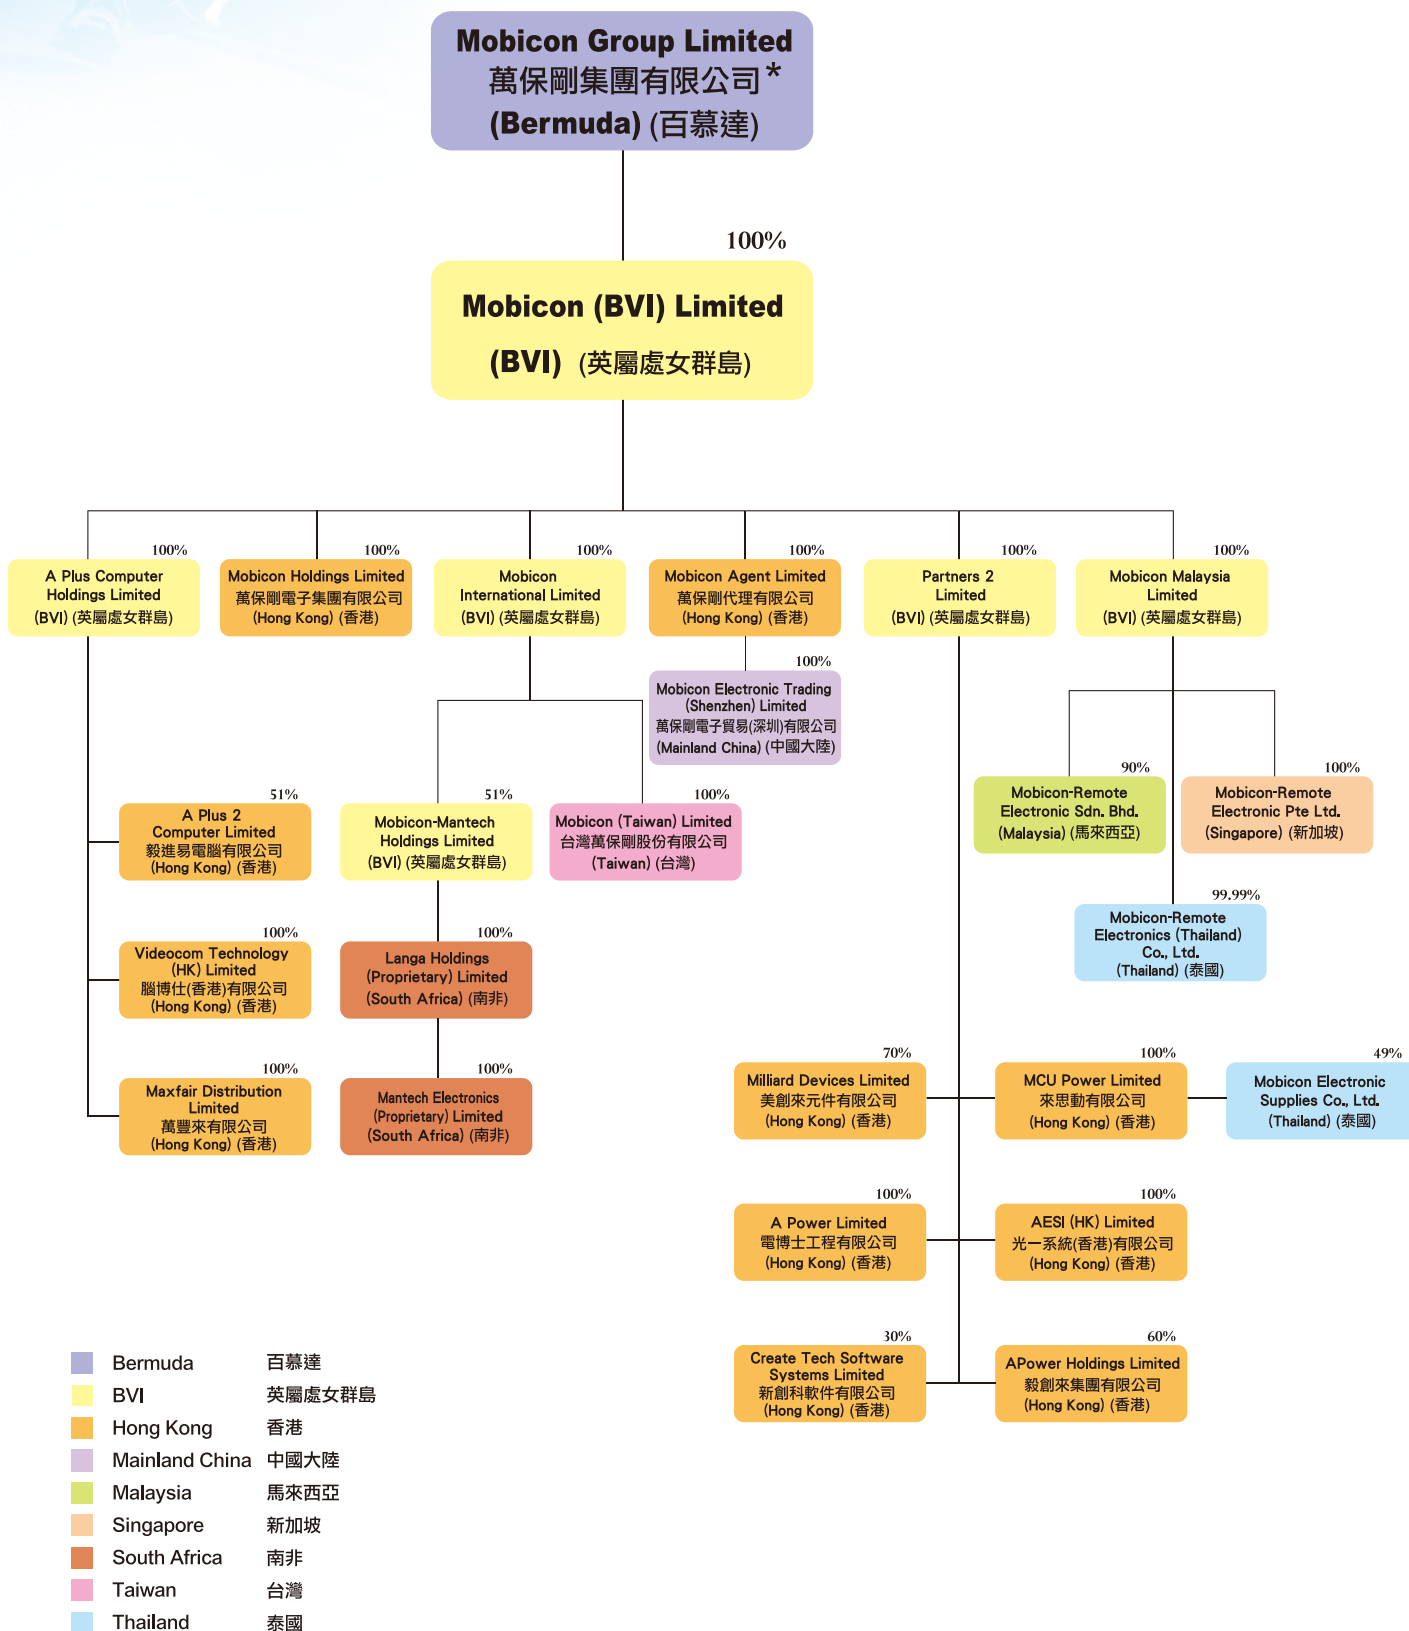 Mobicon Group Limited
萬保剛集團有限公司*
(Bermuda) (百慕達)
100%
Mobicon (BVI) Limited
(BVI) (英屬處女群島)
100%
A Plus Computer
Holdings Limited
(BVI) (英屬處女群島)
100%
Mobicon Holdings Limited
萬保剛電子集團有限公司
(Hong Kong) (香港)
100%
Mobicon
International Limited
(BVI) (英屬處女群島)
100%
Mobicon Agent Limited
萬保剛代理有限公司
(Hong Kong) (香港)
100%
Partners 2
Limited
(BVI) (英屬處女群島)
100%
Mobicon Malaysia
Limited
(BVI) (英屬處女群島)
100%
Mobicon Electronic Trading
(Shenzhen) Limited
萬保剛電子貿易(深圳)有限公司
(Mainland China) (中國大陸)
51%
A Plus 2
Computer Limited
毅進易電腦有限公司
(Hong Kong) (香港)
51%
Mobicon-Mantech
Holdings Limited
(BVI) (英屬處女群島)
100%
Mobicon (Taiwan) Limited
台灣萬保剛股份有限公司
(Taiwan) (台灣)
90%
Mobicon-Remote
Electronic Sdn. Bhd.
(Malaysia) (馬來西亞)
100%
Mobicon-Remote
Electronic Pte Ltd.
(Singapore) (新加坡)
99.99%
Mobicon-Remote
Electronics (Thailand)
Co., Ltd.
(Thailand) (泰國)
100%
Videocom Technology
(HK) Limited
腦博仕(香港)有限公司
(Hong Kong) (香港)
100%
Langa Holdings
(Proprietary) Limited
(South Africa) (南非)
100%
Maxfair Distribution
Limited
萬豐來有限公司
(Hong Kong) (香港)
100%
Mantech Electronics
(Proprietary) Limited
(South Africa) (南非)
70%
Milliard Devices Limited
美創來元件有限公司
(Hong Kong) (香港)
100%
MCU Power Limited
來思動有限公司
(Hong Kong) (香港)
49%
Mobicon Electronic
Supplies Co., Ltd.
(Thailand) (泰國)
100%
A Power Limited
電博士工程有限公司
(Hong Kong) (香港)
100%
AESI (HK) Limited
光一系統(香港)有限公司
(Hong Kong) (香港)
30%
Create Tech Software
Systems Limited
新創科軟件有限公司
(Hong Kong) (香港)
60%
APower Holdings Limited
毅創來集團有限公司
(Hong Kong) (香港)
Bermuda 百慕達
BVI 英屬處女群島
Hong Kong 香港
Mainland China 中國大陸
Malaysia 馬來西亞
Singapore 新加坡
South Africa 南非
Taiwan 台灣
Thailand 泰國